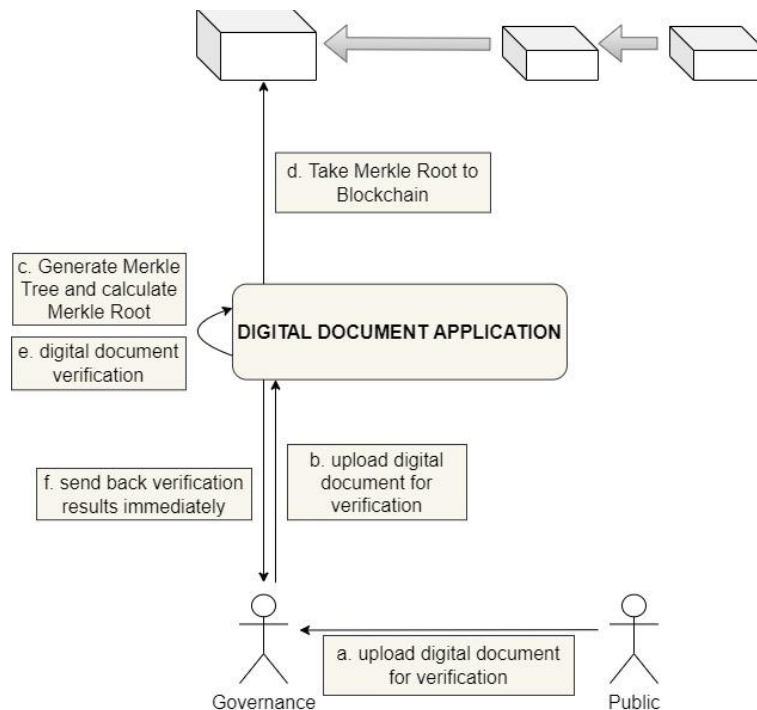 d. Take Merkle Root to
Blockchain
c. Generate Merkle
Tree and calculate
Merkle Root
DIGITAL DOCUMENT APPLICATION
e. digital document
verification
b. upload digital
document for
verification
f. send back verification
results immediately
a. upload digital document
for verification
Governance
Public